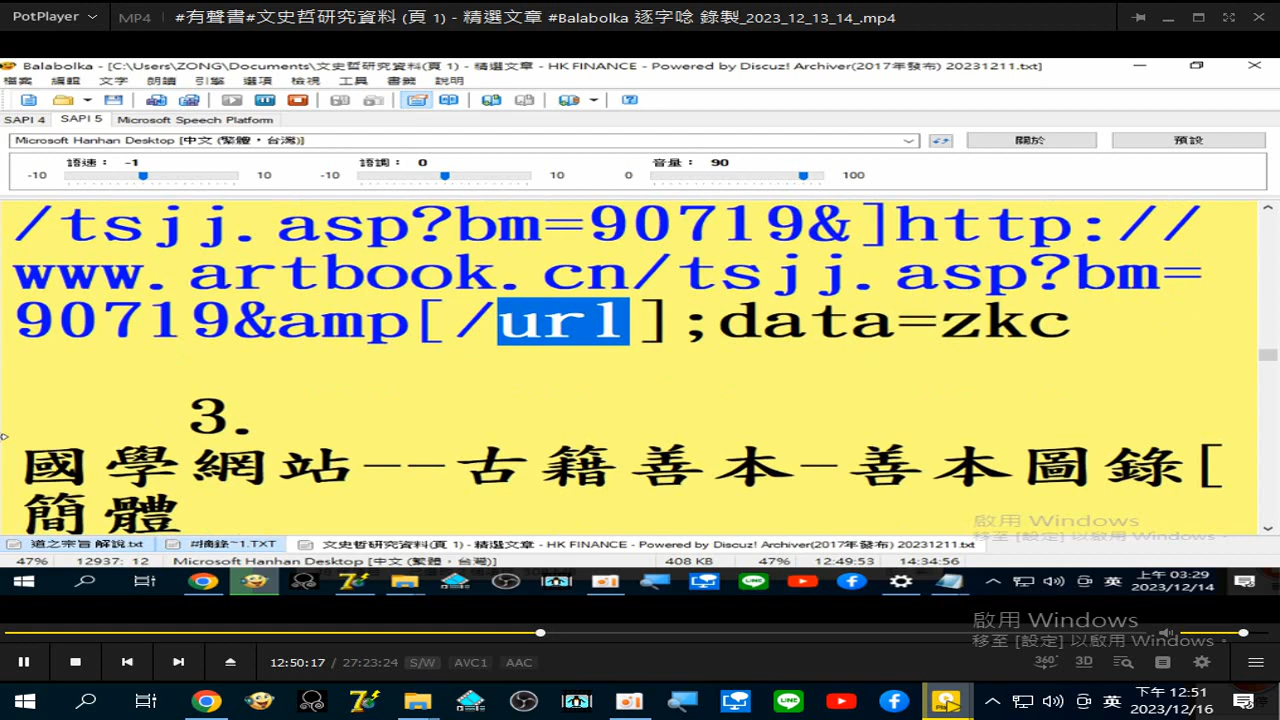 PotPlayer MP4 #有聲書#文史哲研究資料 (頁 1) - 精選文章 #Balabolka 逐字唸 錄製_2023_12_13_14_.mp4
Balabolka - [C:\Users\ZONG\Documents\文史哲研究資料(頁 1) - 精選文章 - HK FINANCE - Powered by Discuz! Archiver(2017年發布) 20231211.txt]
檔案 編輯 文字 朗讀 引擎 選項 檢視 工具 書籤 說明
SAPI 4 SAPI 5 Microsoft Speech Platform
Microsoft Hanhan Desktop [中文 (繁體，台灣)] 關於 預設
語速： -1 語調： 0 音量： 90
-10 10 -10 10 0 100
/tsjj.asp?bm=90719&]http://
www.artbook.cn/tsjj.asp?bm=
90719&amp[/url];data=zkc
3.
國學網站--古籍善本-善本圖錄[
簡體
啟用 Windows
移至 [設定] 以啟用 Windows。
道之宗旨 解說.txt #摘錄~1.TXT 文史哲研究資料(頁 1) - 精選文章 - HK FINANCE - Powered by Discuz! Archiver(2017年發布) 20231211.txt
47% 12937: 12 Microsoft Hanhan Desktop [中文 (繁體，台灣)] 408 KB 47% 12:49:53 14:34:56
英 上午 03:29
2023/12/14
啟用 Windows
移至 [設定] 以啟用 Windows。
12:50:17 / 27:23:24 S/W AVC1 AAC 360° 3D
英 下午 12:51
2023/12/16